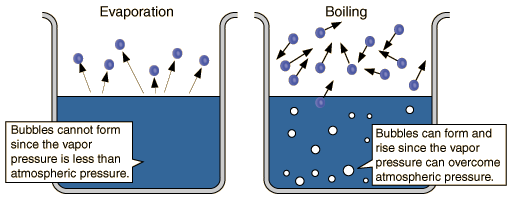 Evaporation
Boiling
Bubbles cannot form
since the vapor
pressure is less than
atmospheric pressure.
Bubbles can form and
rise since the vapor
pressure can overcome
atmospheric pressure.